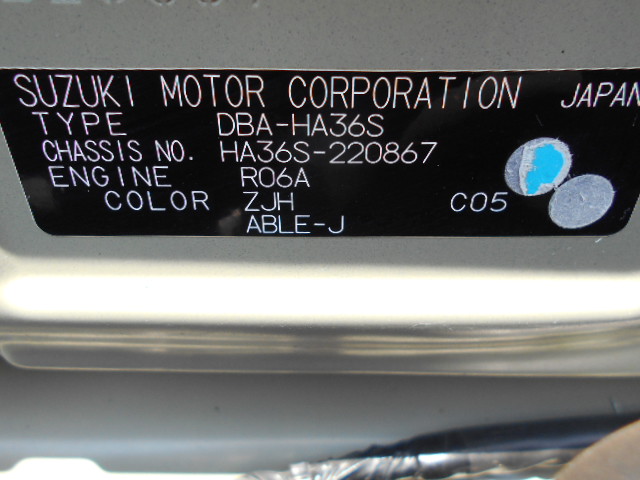 SUZUKI MOTOR CORPORATION JAPAN
TYPE DBA-HA36S
CHASSIS NO. HA36S-220867
ENGINE R06A
COLOR ZJH C05
ABLE-J